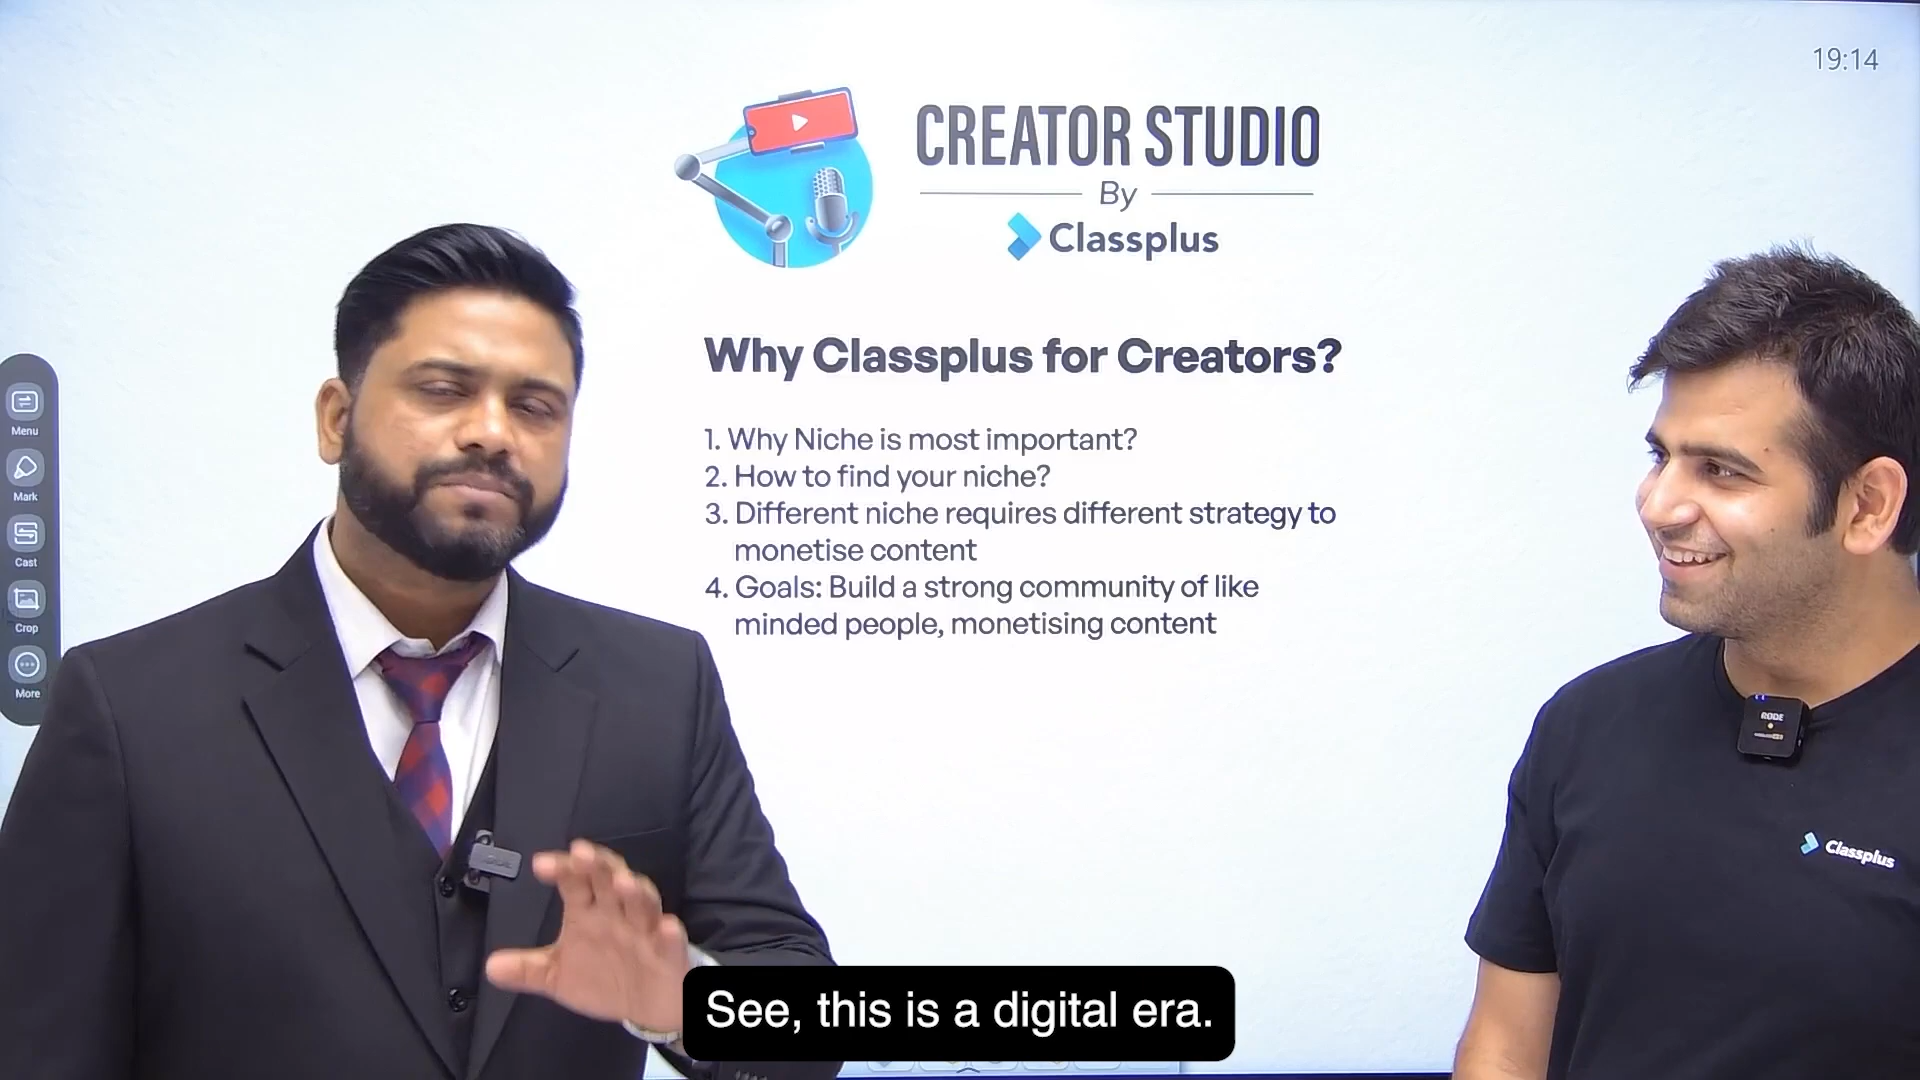 19:14
CREATOR STUDIO
By
Classplus
Why Classplus for Creators?
1. Why Niche is most important?
2. How to find your niche?
3. Different niche requires different strategy to
monetise content
4. Goals: Build a strong community of like
minded people, monetising content
Menu
Mark
Cast
Crop
More
RODE
Classplus
See, this is a digital era.